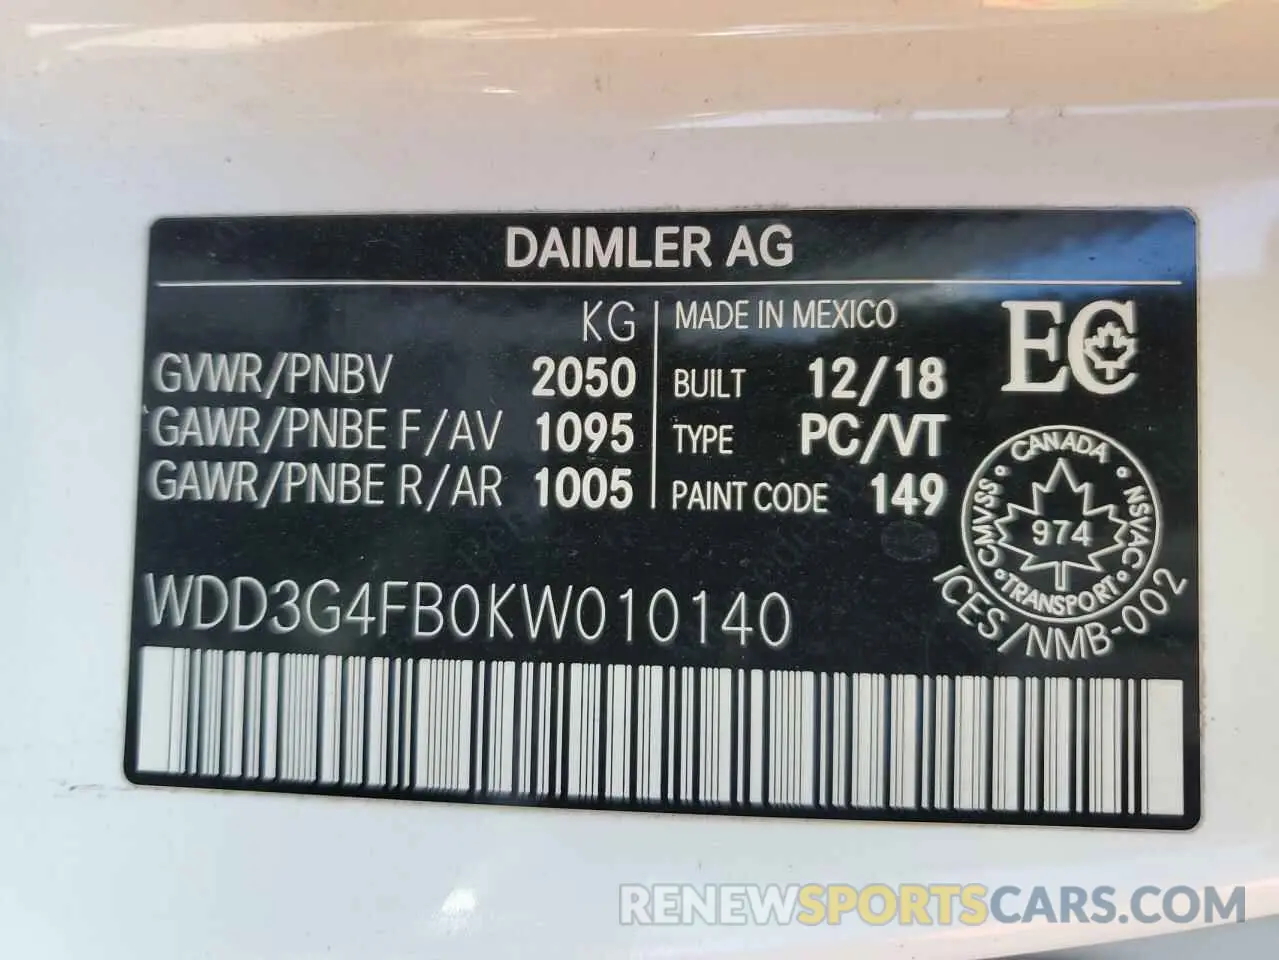 DAIMLER AG
KG
GVWR/PNBV 2050
GAWR/PNBE F/AV 1095
GAWR/PNBE R/AR 1005
MADE IN MEXICO
BUILT 12/18
TYPE PC/VT
PAINT CODE 149
EC
CANADA
CMVSS
NSVAC
974
TRANSPORT
ICES/NMB-002
WDD3G4FB0KW010140
RENEWSPORTSCARS.COM